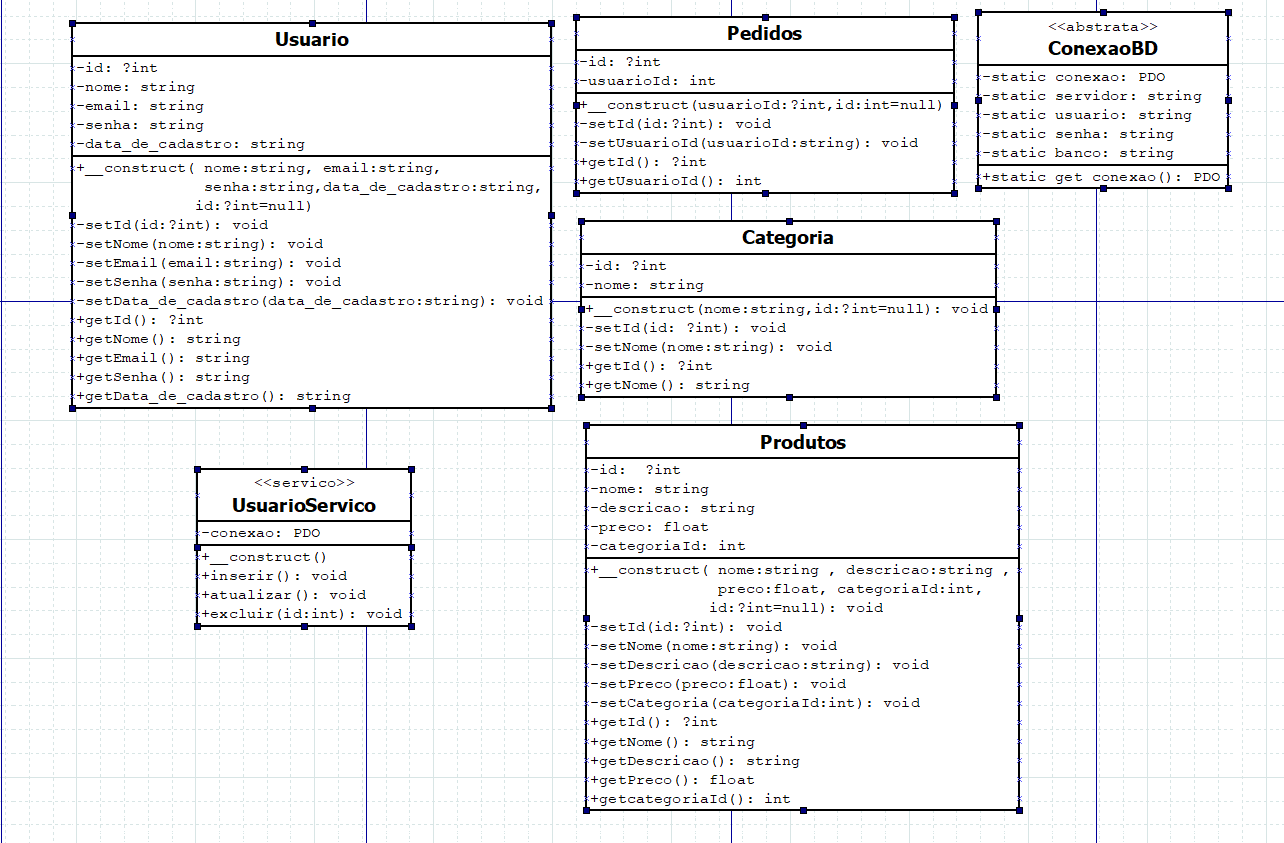 Usuario
-id: ?int
-nome: string
-email: string
-senha: string
-data_de_cadastro: string
+__construct( nome:string, email:string,
senha:string,data_de_cadastro:string,
id:?int=null)
-setId(id:?int): void
-setNome(nome:string): void
-setEmail(email:string): void
-setSenha(senha:string): void
-setData_de_cadastro(data_de_cadastro:string): void
+getId(): ?int
+getNome(): string
+getEmail(): string
+getSenha(): string
+getData_de_cadastro(): string
Pedidos
-id: ?int
-usuarioId: int
+__construct(usuarioId:?int,id:int=null)
-setId(id:?int): void
-setUsuarioId(usuarioId:string): void
+getId(): ?int
+getUsuarioId(): int
<<abstrata>>
ConexaoBD
-static conexao: PDO
-static servidor: string
-static usuario: string
-static senha: string
-static banco: string
+static get conexao(): PDO
Categoria
-id: ?int
-nome: string
+__construct(nome:string,id:?int=null): void
-setId(id: ?int): void
-setNome(nome:string): void
+getId(): ?int
+getNome(): string
<<servico>>
UsuarioServico
-conexao: PDO
+__construct()
+inserir(): void
+atualizar(): void
+excluir(id:int): void
Produtos
-id:  ?int
-nome: string
-descricao: string
-preco: float
-categoriaId: int
+__construct( nome:string , descricao:string ,
preco:float, categoriaId:int,
id:?int=null): void
-setId(id:?int): void
-setNome(nome:string): void
-setDescricao(descricao:string): void
-setPreco(preco:float): void
-setCategoria(categoriaId:int): void
+getId(): ?int
+getNome(): string
+getDescricao(): string
+getPreco(): float
+getcategoriaId(): int